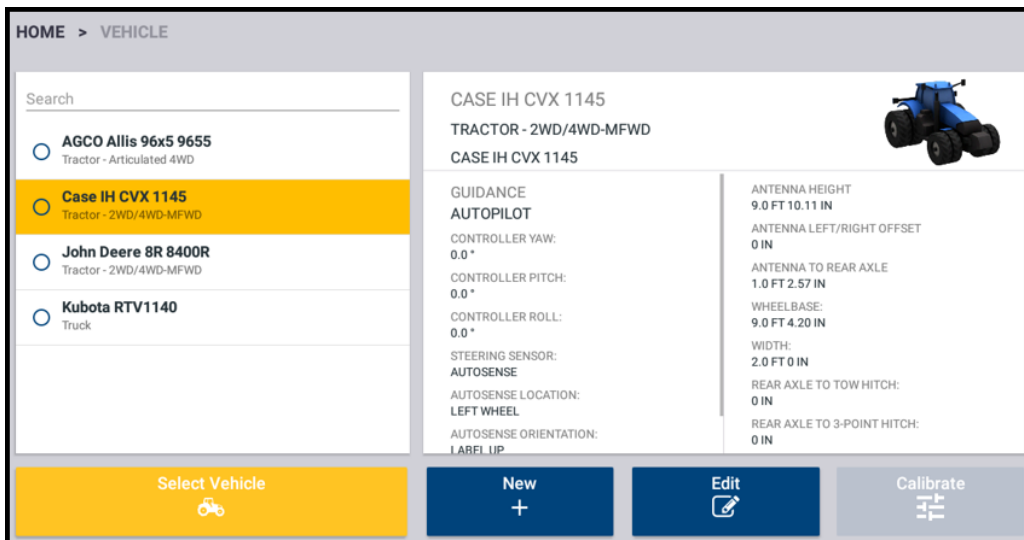 HOME > VEHICLE
Search
AGCO Allis 96x5 9655
Tractor - Articulated 4WD
Case IH CVX 1145
Tractor - 2WD/4WD-MFWD
John Deere 8R 8400R
Tractor - 2WD/4WD-MFWD
Kubota RTV1140
Truck
Select Vehicle
CASE IH CVX 1145
TRACTOR - 2WD/4WD-MFWD
CASE IH CVX 1145
GUIDANCE
AUTOPILOT
CONTROLLER YAW:
0.0 °
CONTROLLER PITCH:
0.0 °
CONTROLLER ROLL:
0.0 °
STEERING SENSOR:
AUTOSENSE
AUTOSENSE LOCATION:
LEFT WHEEL
AUTOSENSE ORIENTATION:
LABEL UP
ANTENNA HEIGHT
9.0 FT 10.11 IN
ANTENNA LEFT/RIGHT OFFSET
0 IN
ANTENNA TO REAR AXLE
1.0 FT 2.57 IN
WHEELBASE:
9.0 FT 4.20 IN
WIDTH:
2.0 FT 0 IN
REAR AXLE TO TOW HITCH:
0 IN
REAR AXLE TO 3-POINT HITCH:
0 IN
New
Edit
Calibrate